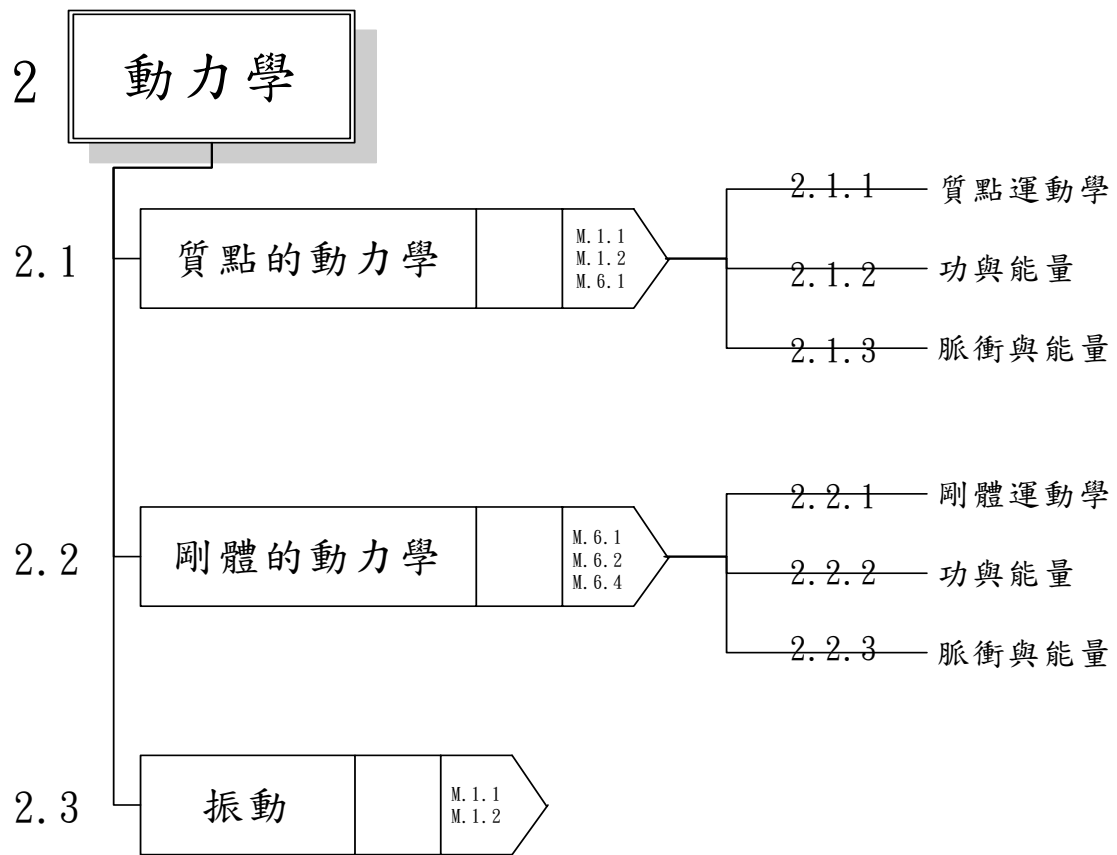 2 動力學
2.1 質點的動力學
M.1.1
M.1.2
M.6.1
2.1.1 質點運動學
2.1.2 功與能量
2.1.3 脈衝與能量
2.2 剛體的動力學
M.6.1
M.6.2
M.6.4
2.2.1 剛體運動學
2.2.2 功與能量
2.2.3 脈衝與能量
2.3 振動
M.1.1
M.1.2